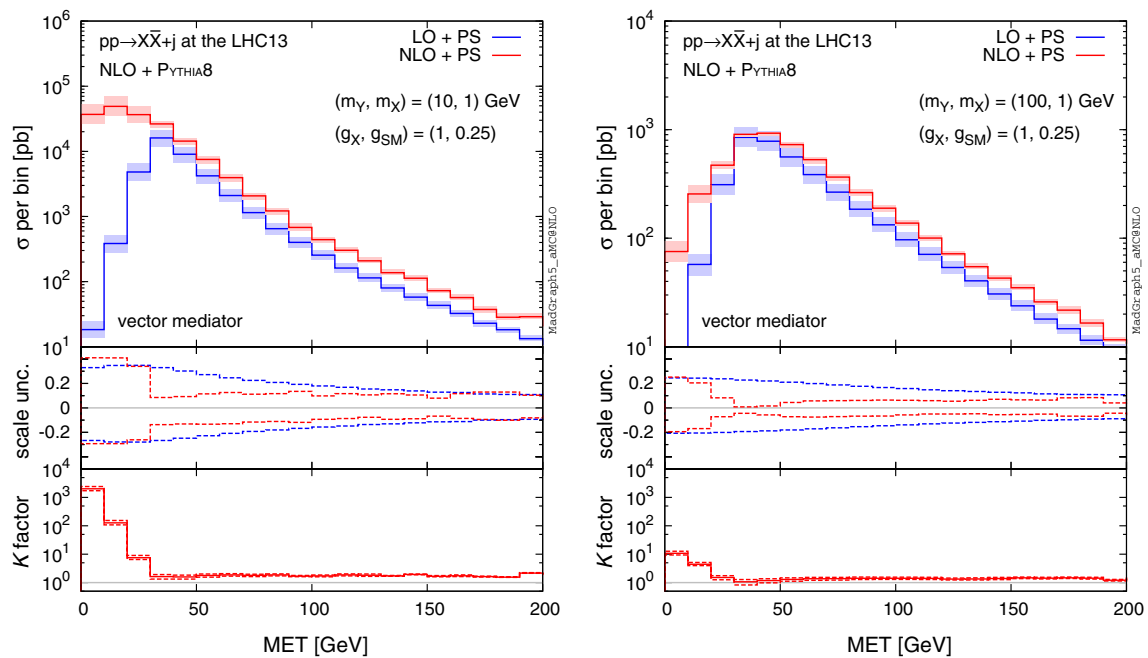 pp→XX̅+j at the LHC13
NLO + PYTHIA8
LO + PS
NLO + PS
(mY, mX) = (10, 1) GeV
(gX, gSM) = (1, 0.25)
vector mediator
σ per bin [pb]
10^6
10^5
10^4
10^3
10^2
10^1
MadGraph5_aMC@NLO
scale unc.
0.2
0
-0.2
K factor
10^4
10^3
10^2
10^1
10^0
0 50 100 150 200
MET [GeV]
pp→XX̅+j at the LHC13
NLO + PYTHIA8
LO + PS
NLO + PS
(mY, mX) = (100, 1) GeV
(gX, gSM) = (1, 0.25)
vector mediator
σ per bin [pb]
10^4
10^3
10^2
10^1
MadGraph5_aMC@NLO
scale unc.
0.2
0
-0.2
K factor
10^4
10^3
10^2
10^1
10^0
0 50 100 150 200
MET [GeV]